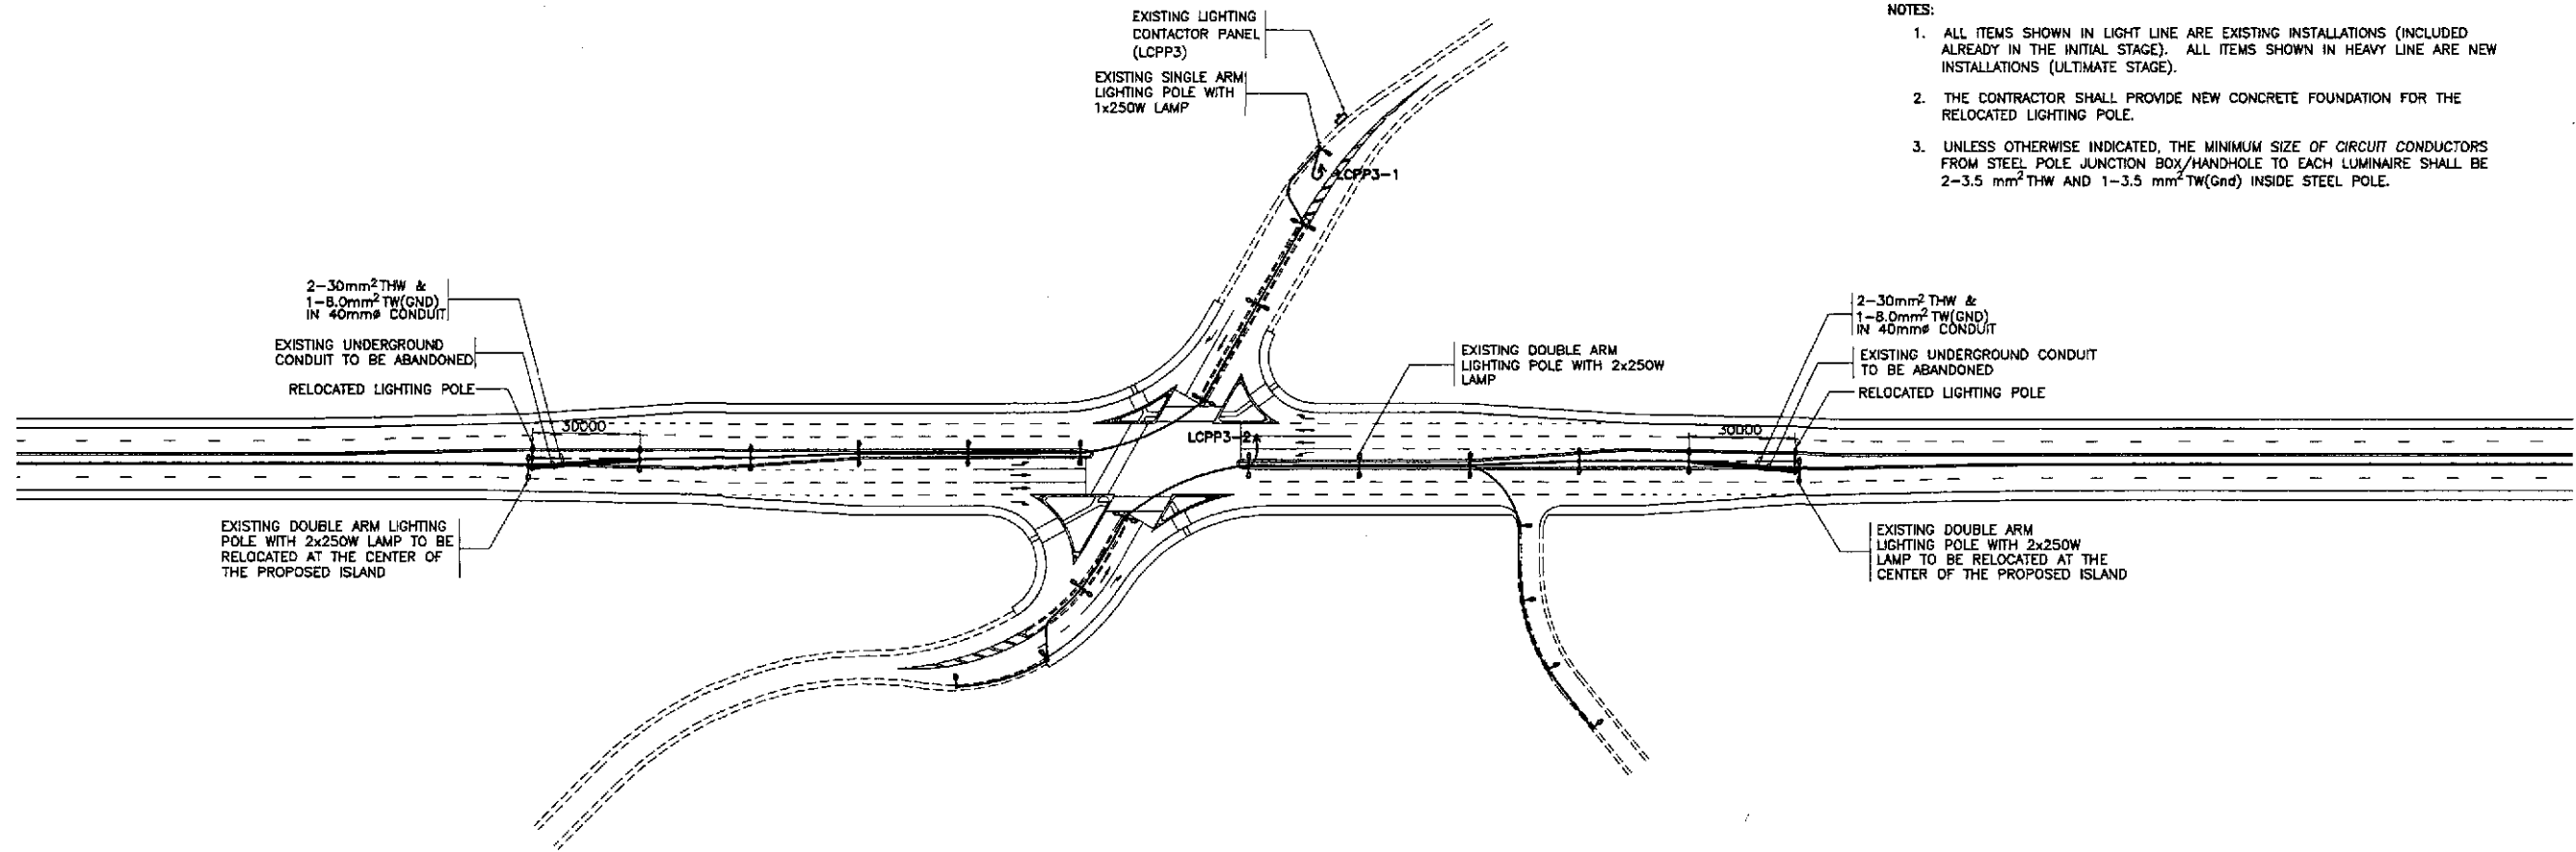 EXISTING LIGHTING
CONTACTOR PANEL
(LCPP3)
EXISTING SINGLE ARM
LIGHTING POLE WITH
1x250W LAMP
LCPP3-1
NOTES:
1. ALL ITEMS SHOWN IN LIGHT LINE ARE EXISTING INSTALLATIONS (INCLUDED
ALREADY IN THE INITIAL STAGE). ALL ITEMS SHOWN IN HEAVY LINE ARE NEW
INSTALLATIONS (ULTIMATE STAGE).
2. THE CONTRACTOR SHALL PROVIDE NEW CONCRETE FOUNDATION FOR THE
RELOCATED LIGHTING POLE.
3. UNLESS OTHERWISE INDICATED, THE MINIMUM SIZE OF CIRCUIT CONDUCTORS
FROM STEEL POLE JUNCTION BOX/HANDHOLE TO EACH LUMINAIRE SHALL BE
2-3.5 mm² THW AND 1-3.5 mm² TW(Gnd) INSIDE STEEL POLE.
2-30mm² THW &
1-8.0mm² TW(GND)
IN 40mmø CONDUIT
EXISTING UNDERGROUND
CONDUIT TO BE ABANDONED
RELOCATED LIGHTING POLE
30000
EXISTING DOUBLE ARM LIGHTING
POLE WITH 2x250W LAMP TO BE
RELOCATED AT THE CENTER OF
THE PROPOSED ISLAND
LCPP3-2
EXISTING DOUBLE ARM
LIGHTING POLE WITH 2x250W
LAMP
2-30mm² THW &
1-8.0mm² TW(GND)
IN 40mmø CONDUIT
EXISTING UNDERGROUND CONDUIT
TO BE ABANDONED
RELOCATED LIGHTING POLE
30000
EXISTING DOUBLE ARM
LIGHTING POLE WITH 2x250W
LAMP TO BE RELOCATED AT THE
CENTER OF THE PROPOSED ISLAND